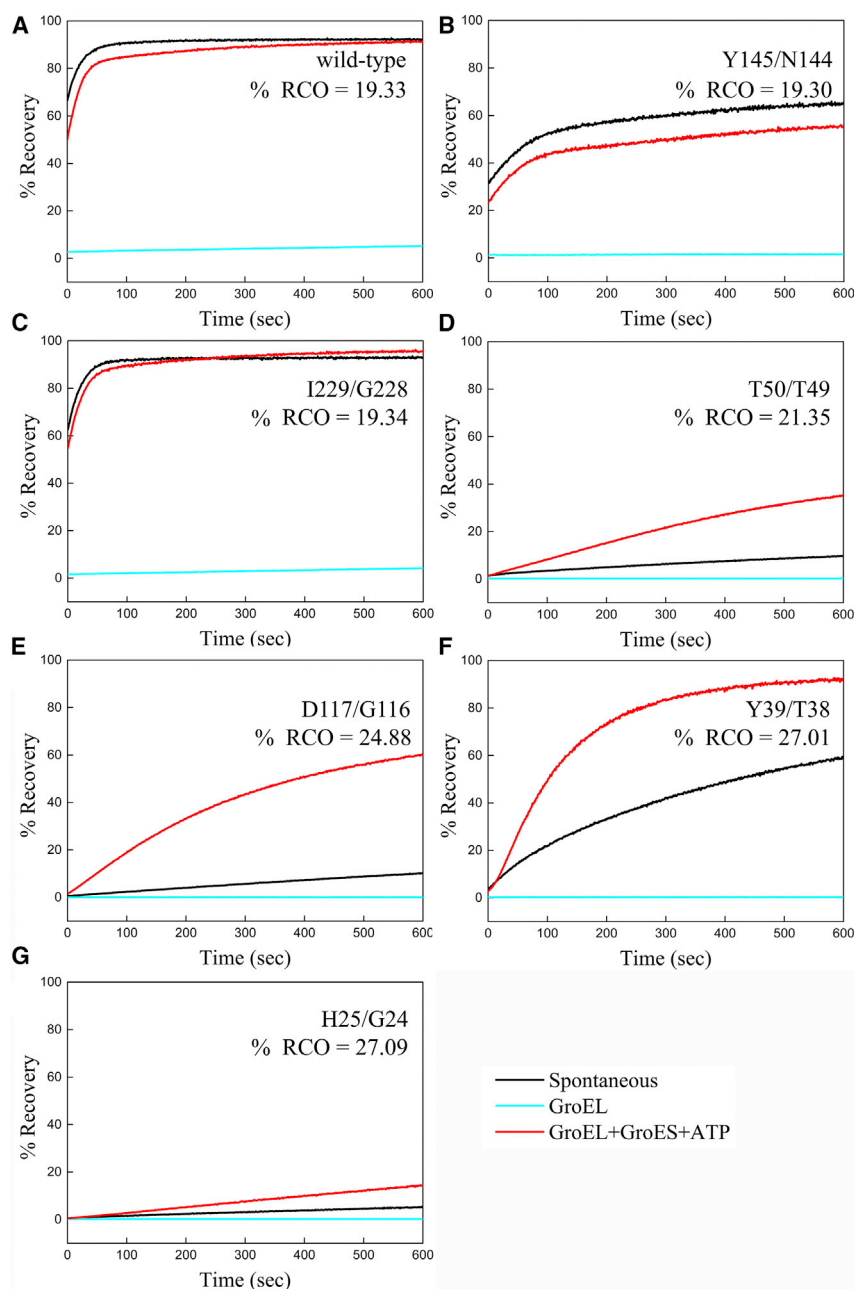 A
wild-type
% RCO = 19.33
% Recovery
100
80
60
40
20
0
0 100 200 300 400 500 600
Time (sec)
B
Y145/N144
% RCO = 19.30
% Recovery
100
80
60
40
20
0
0 100 200 300 400 500 600
Time (sec)
C
I229/G228
% RCO = 19.34
% Recovery
100
80
60
40
20
0
0 100 200 300 400 500 600
Time (sec)
D
T50/T49
% RCO = 21.35
% Recovery
100
80
60
40
20
0
0 100 200 300 400 500 600
Time (sec)
E
D117/G116
% RCO = 24.88
% Recovery
100
80
60
40
20
0
0 100 200 300 400 500 600
Time (sec)
F
Y39/T38
% RCO = 27.01
% Recovery
100
80
60
40
20
0
0 100 200 300 400 500 600
Time (sec)
G
H25/G24
% RCO = 27.09
% Recovery
100
80
60
40
20
0
0 100 200 300 400 500 600
Time (sec)
Spontaneous
GroEL
GroEL+GroES+ATP